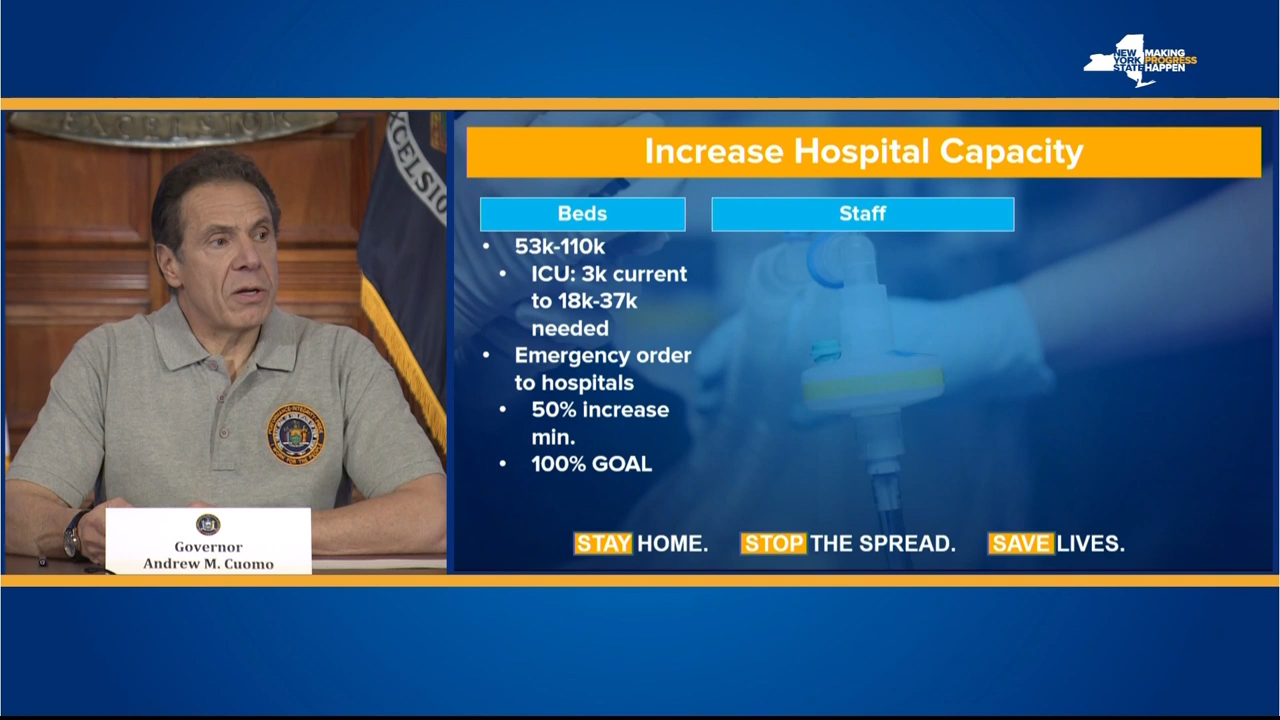 NEW
YORK
STATE
MAKING
PROGRESS
HAPPEN
EXCELSIOR
EXCELSIO
Governor
Andrew M. Cuomo
Increase Hospital Capacity
Beds
• 53k-110k
• ICU: 3k current
to 18k-37k
needed
• Emergency order
to hospitals
• 50% increase
min.
• 100% GOAL
Staff
STAY HOME. STOP THE SPREAD. SAVE LIVES.